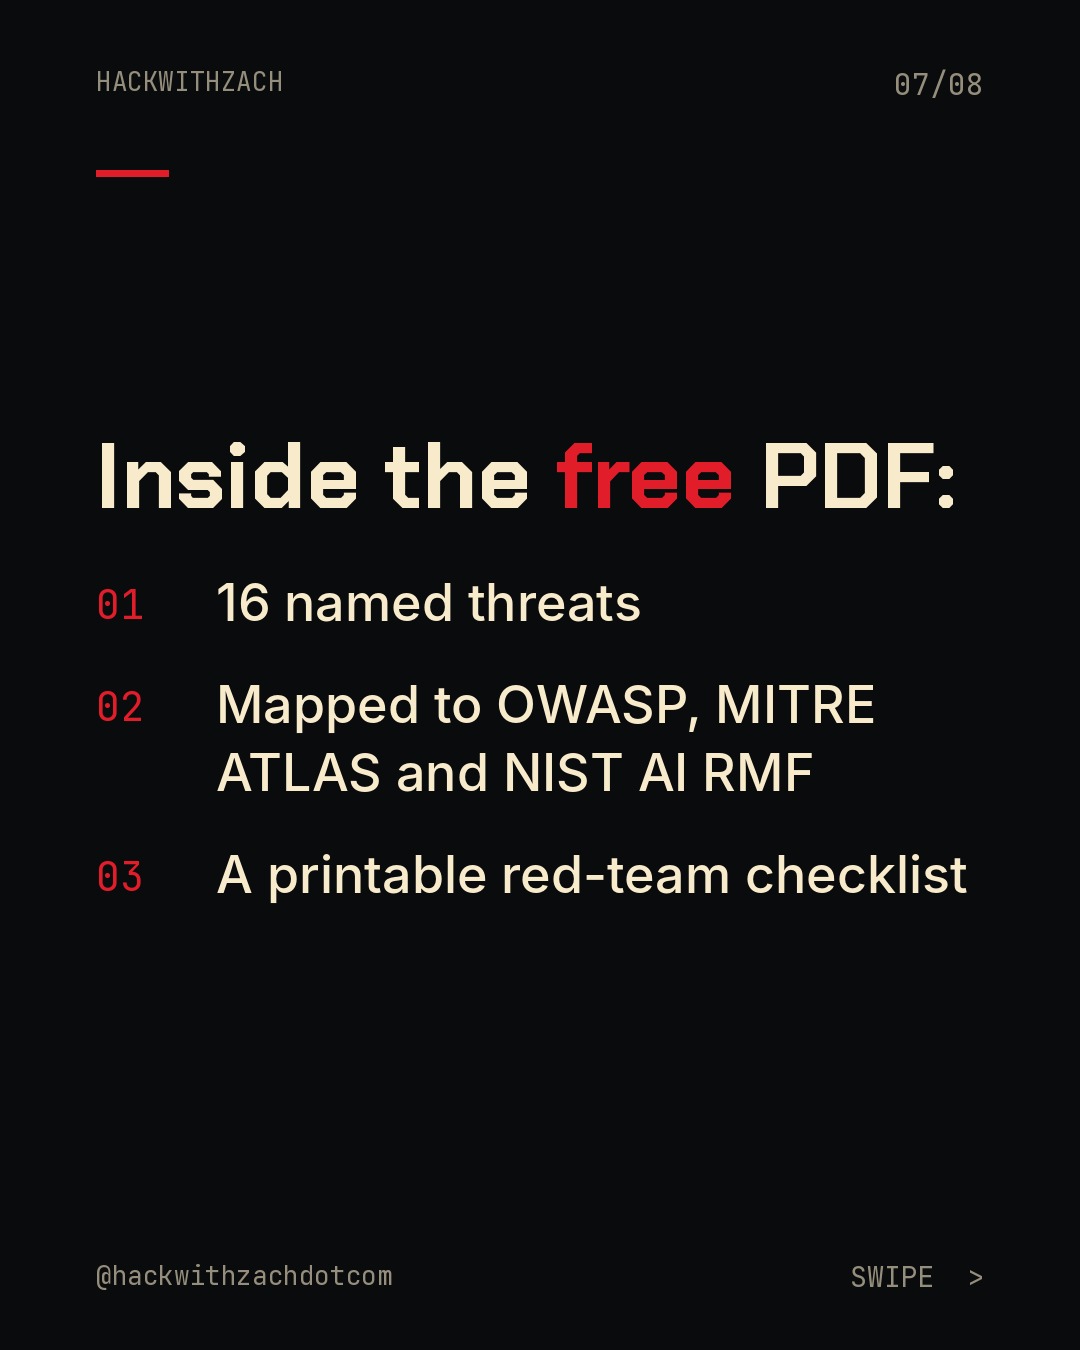 HACKWITHZACH
07/08
Inside the free PDF:
01 16 named threats
02 Mapped to OWASP, MITRE
ATLAS and NIST AI RMF
03 A printable red-team checklist
@hackwithzachdotcom
SWIPE >